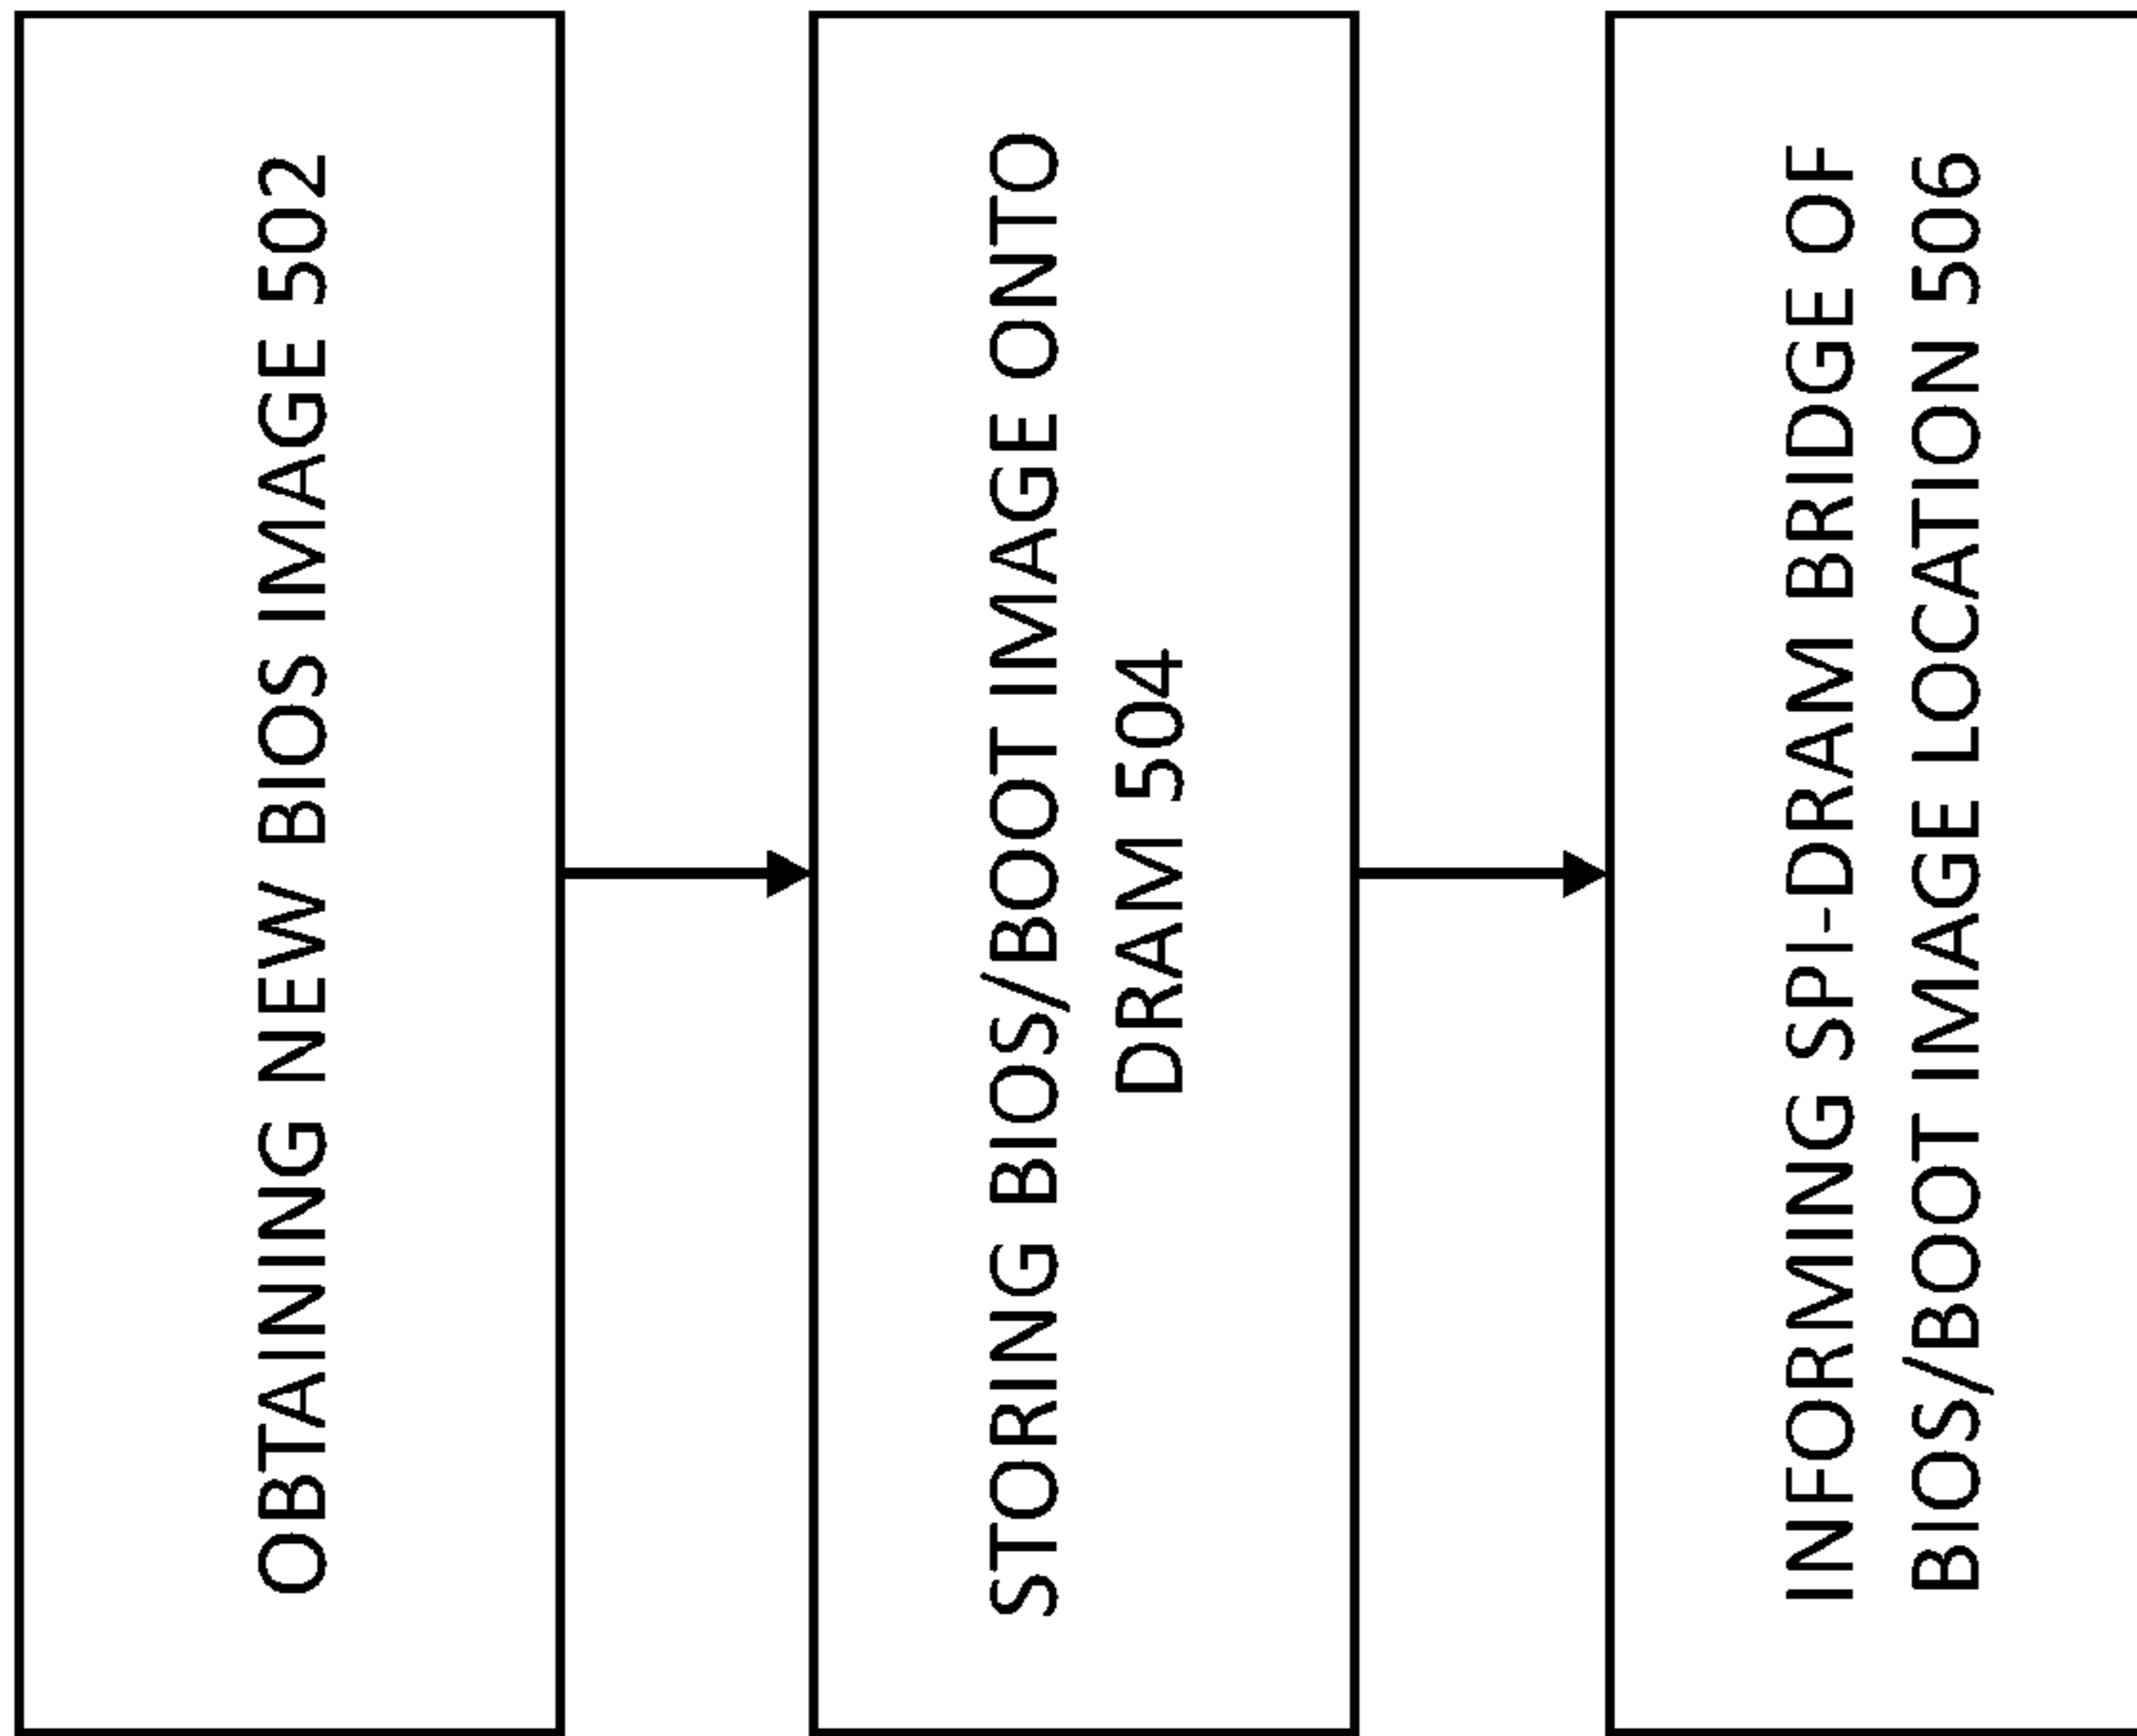 OBTAINING NEW BIOS IMAGE 502
STORING BIOS/BOOT IMAGE ONTO
DRAM 504
INFORMING SPI-DRAM BRIDGE OF
BIOS/BOOT IMAGE LOCATION 506